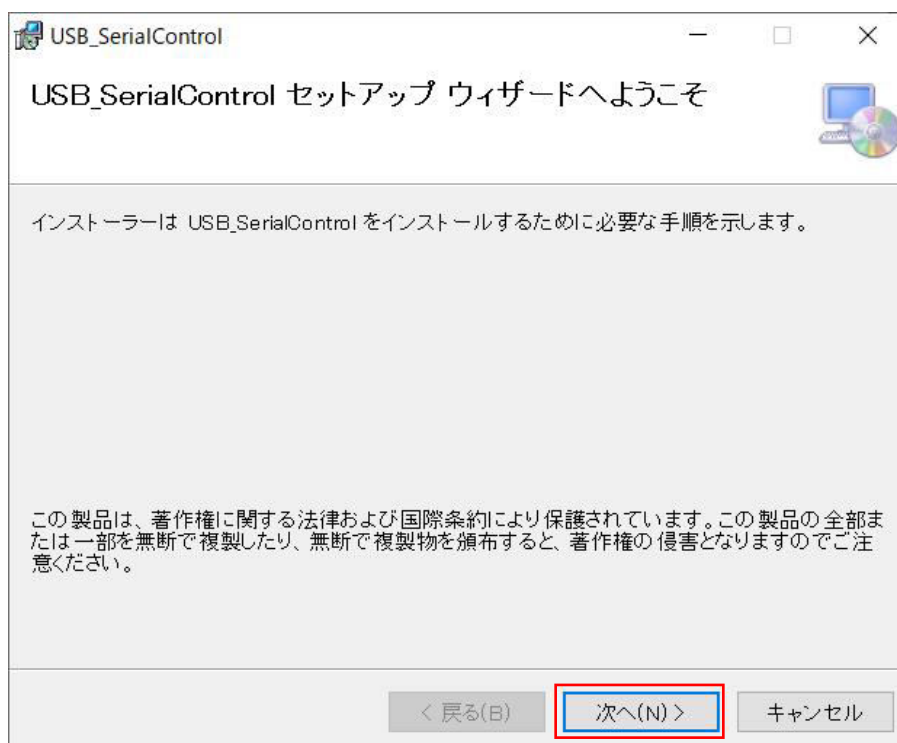 USB_SerialControl
USB_SerialControl セットアップ ウィザードへようこそ
インストーラーは USB_SerialControl をインストールするために必要な手順を示します。
この製品は、著作権に関する法律および国際条約により保護されています。この製品の全部ま
たは一部を無断で複製したり、無断で複製物を頒布すると、著作権の侵害となりますのでご注
意ください。
< 戻る(B) 次へ(N) > キャンセル